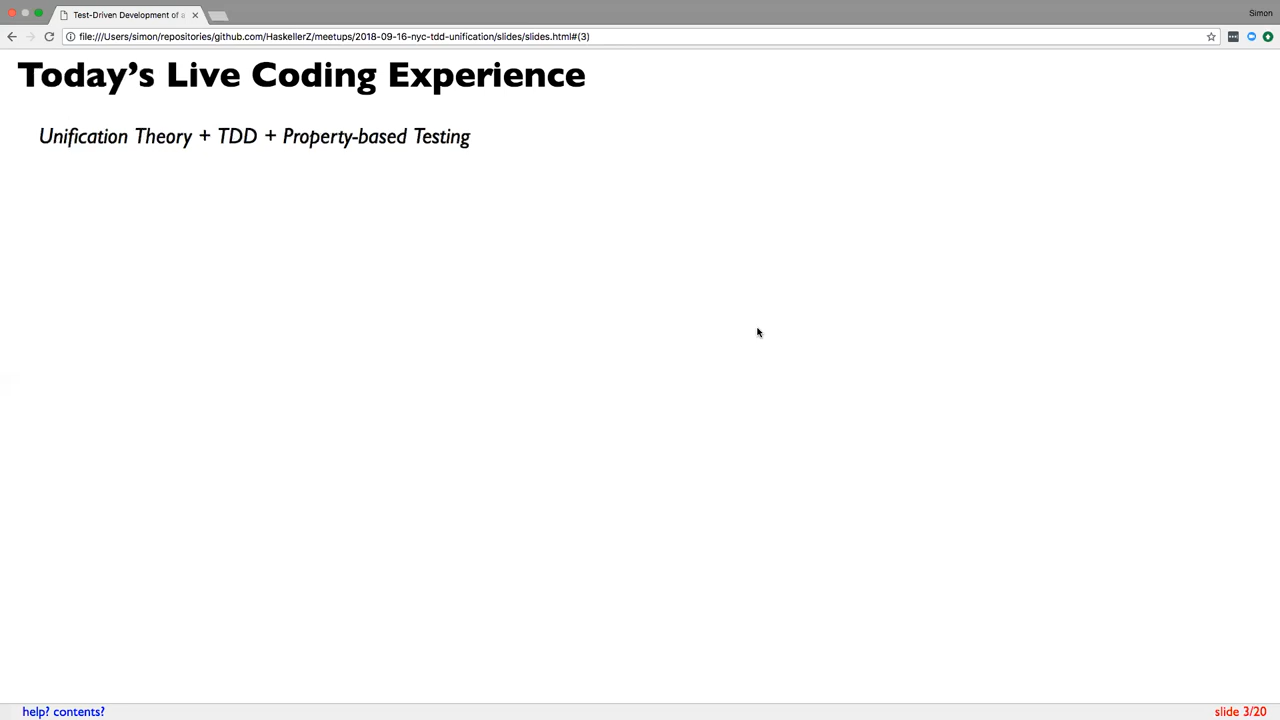 Test-Driven Development of a
Simon
file:///Users/simon/repositories/github.com/HaskellerZ/meetups/2018-09-16-nyc-tdd-unification/slides/slides.html#(3)
Today’s Live Coding Experience
Unification Theory + TDD + Property-based Testing
help? contents?
slide 3/20